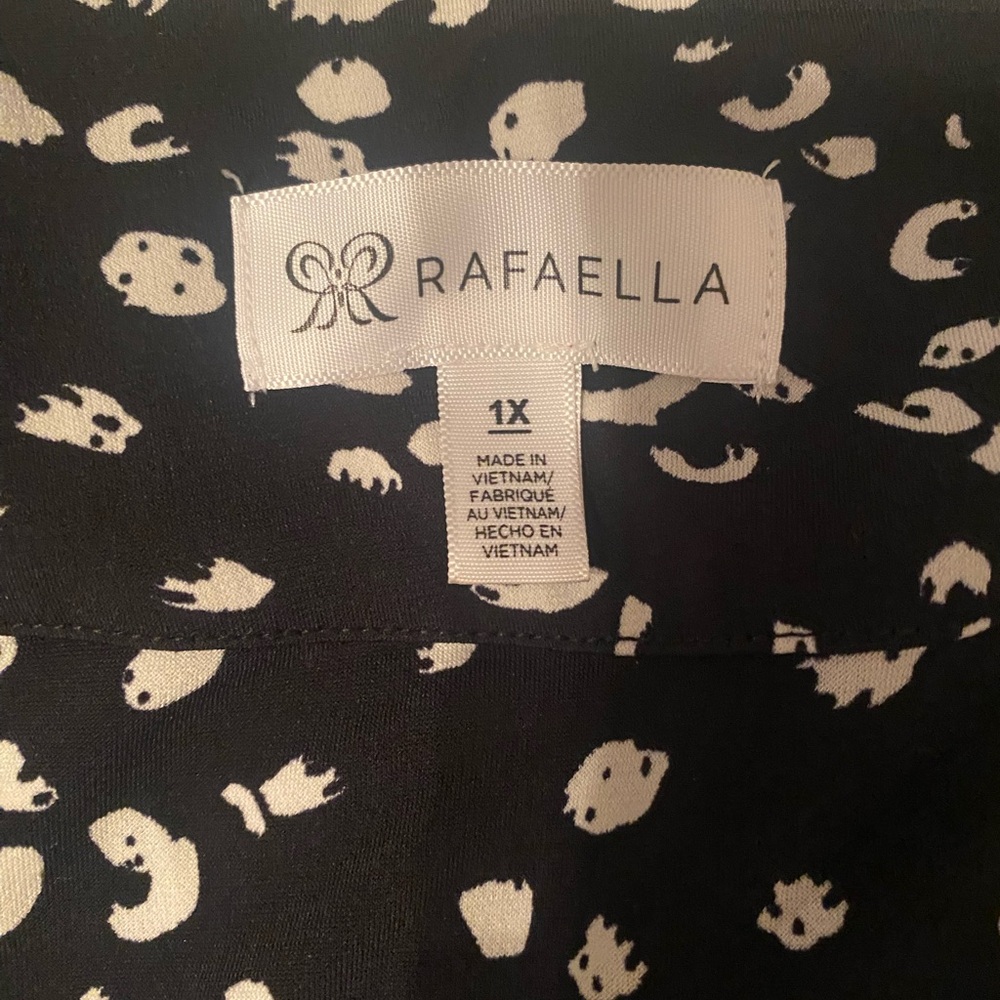 RAFAELLA
1X
MADE IN
VIETNAM/
FABRIQUÉ
AU VIETNAM/
HECHO EN
VIETNAM